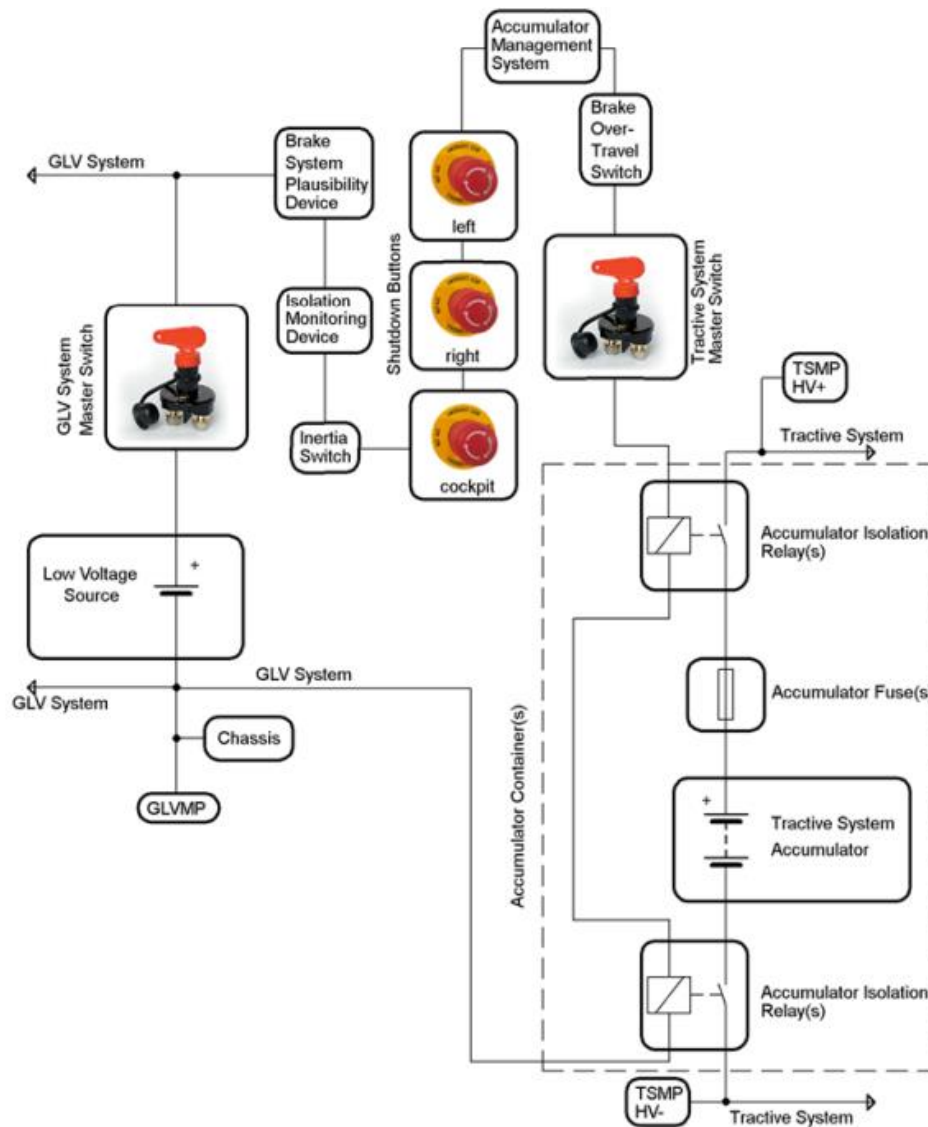 Accumulator
Management
System
Brake
Over-
Travel
Switch
Brake
System
Plausibility
Device
GLV System
left
Shutdown Buttons
Isolation
Monitoring
Device
right
Tractive System
Master Switch
GLV System
Master Switch
TSMP
HV+
Tractive System
Inertia
Switch
cockpit
Accumulator Isolation
Relay(s)
Low Voltage
Source
+
GLV System
GLV System
Accumulator Fuse(s)
Chassis
Accumulator Container(s)
GLVMP
+
Tractive System
Accumulator
Accumulator Isolation
Relay(s)
TSMP
HV-
Tractive System